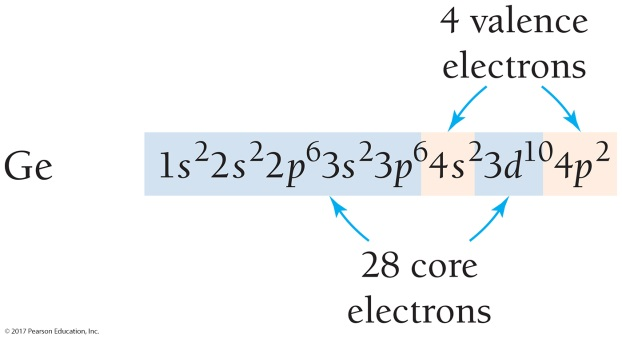 4 valence
electrons
Ge 1s²2s²2p⁶3s²3p⁶4s²3d¹⁰4p²
28 core
electrons
© 2017 Pearson Education, Inc.